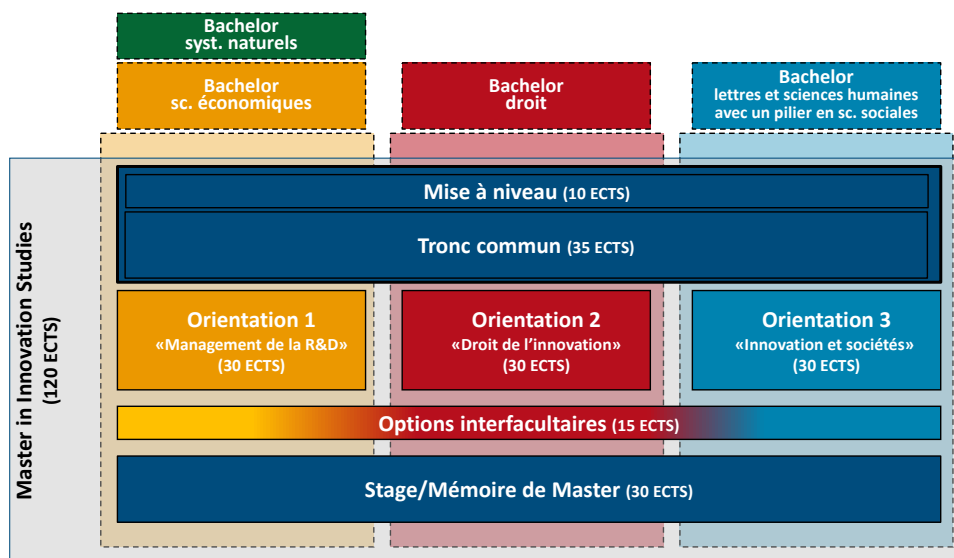 Bachelor
syst. naturels
Bachelor
sc. économiques
Bachelor
droit
Bachelor
lettres et sciences humaines
avec un pilier en sc. sociales
Master in Innovation Studies
(120 ECTS)
Mise à niveau (10 ECTS)
Tronc commun (35 ECTS)
Orientation 1
«Management de la R&D»
(30 ECTS)
Orientation 2
«Droit de l’innovation»
(30 ECTS)
Orientation 3
«Innovation et sociétés»
(30 ECTS)
Options interfacultaires (15 ECTS)
Stage/Mémoire de Master (30 ECTS)